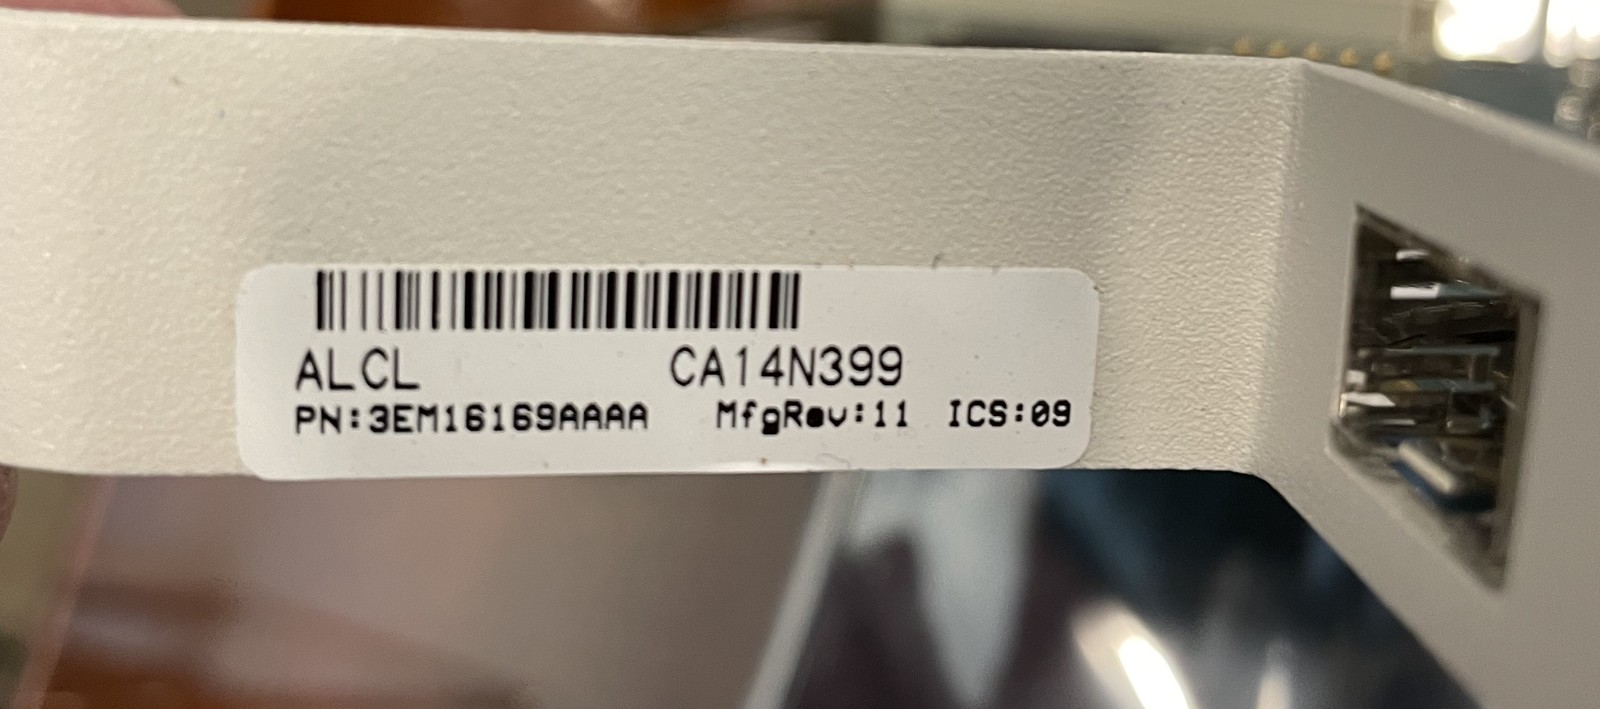 ALCL CA14N399
PN:3EM16169AAAA MfgRev:11 ICS:09